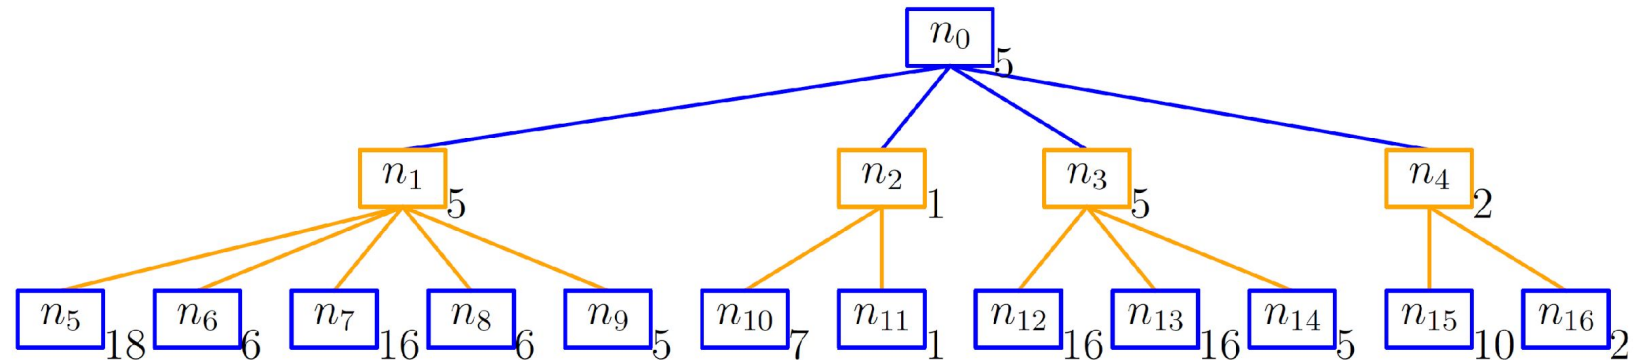 n₀ 5
n₁ 5 n₂ 1 n₃ 5 n₄ 2
n₅ 18 n₆ 6 n₇ 16 n₈ 6 n₉ 5 n₁₀ 7 n₁₁ 1 n₁₂ 16 n₁₃ 16 n₁₄ 5 n₁₅ 10 n₁₆ 2